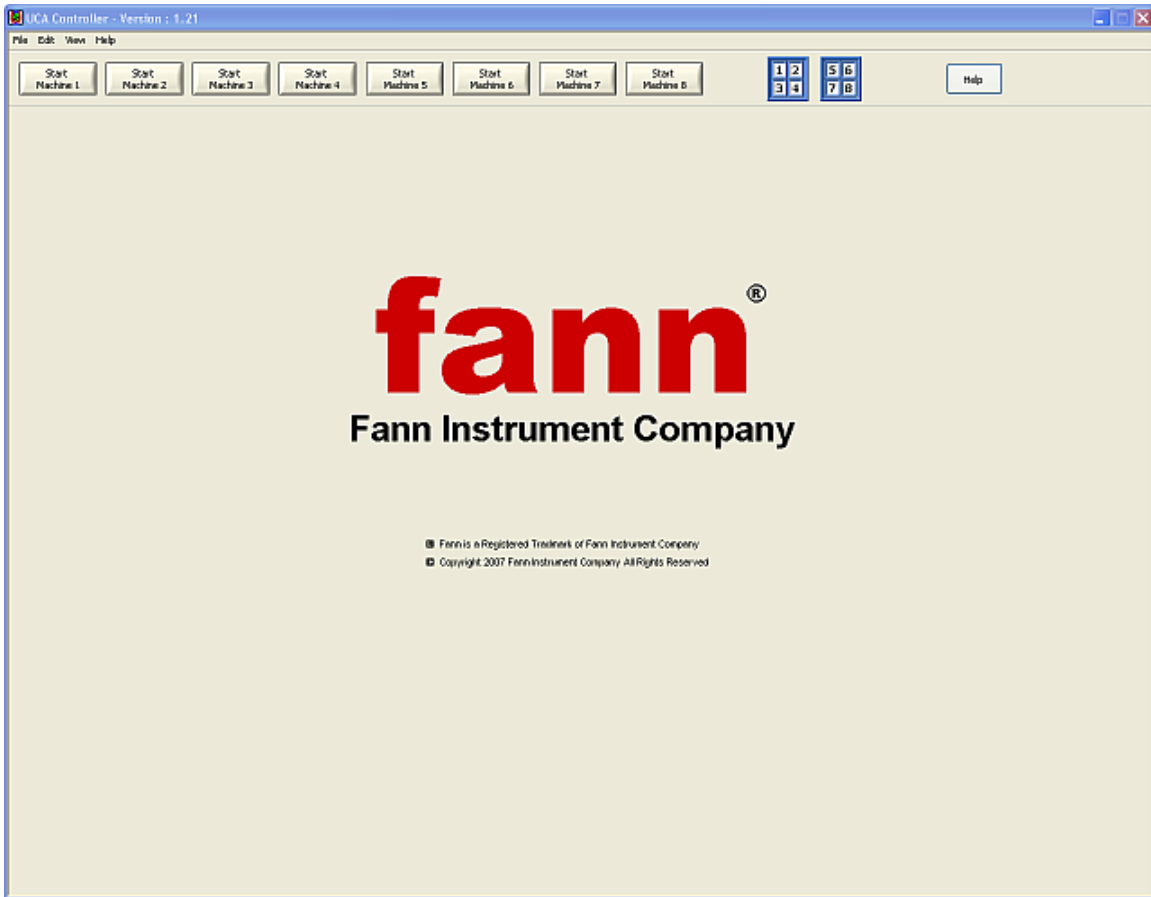 UCA Controller - Version : 1.21
File Edit View Help
Start Machine 1 Start Machine 2 Start Machine 3 Start Machine 4 Start Machine 5 Start Machine 6 Start Machine 7 Start Machine 8 1 2 3 4 5 6 7 8 Help
fann®
Fann Instrument Company
® Fann is a Registered Trademark of Fann Instrument Company
© Copyright 2007 Fann Instrument Company All Rights Reserved